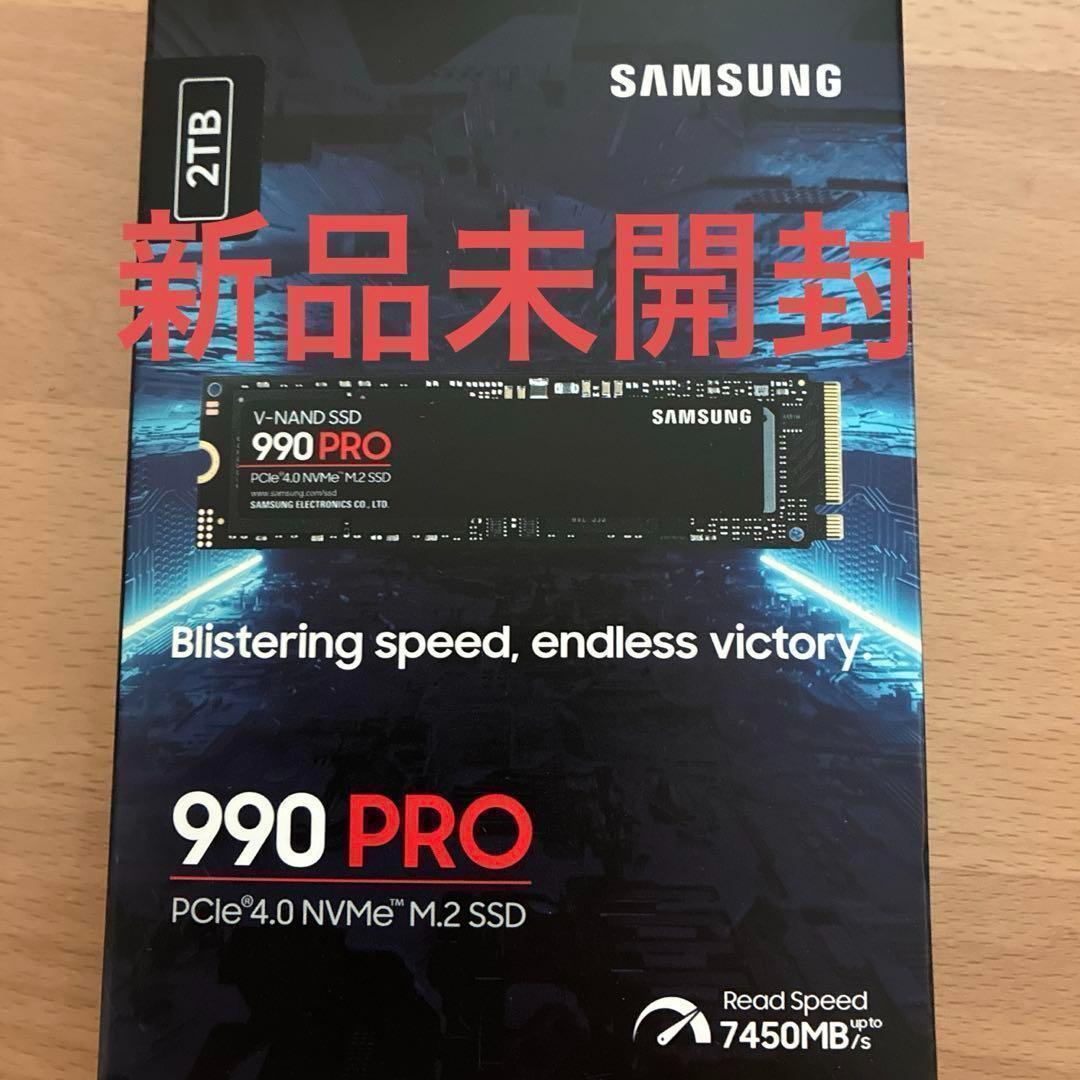 SAMSUNG
2TB
新品未開封
V-NAND SSD
SAMSUNG
990 PRO
PCIe®4.0 NVMe™ M.2 SSD
www.samsung.com/ssd
SAMSUNG ELECTRONICS CO., LTD.
Blistering speed, endless victory.
990 PRO
PCIe®4.0 NVMe™ M.2 SSD
Read Speed
up to
7450MB/s